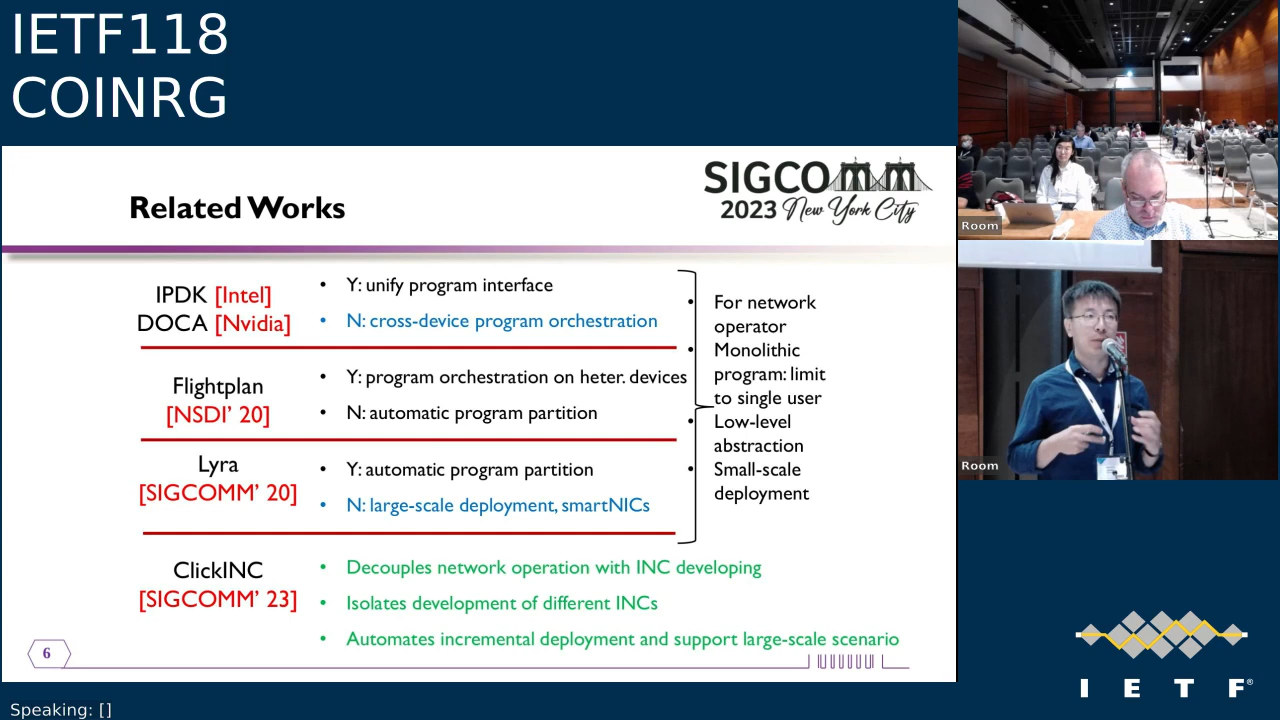 IETF118
COINRG
Related Works
SIGCOMM
2023 New York City
IPDK [Intel]
DOCA [Nvidia]
• Y: unify program interface
• N: cross-device program orchestration
Flightplan
[NSDI’ 20]
• Y: program orchestration on heter. devices
• N: automatic program partition
Lyra
[SIGCOMM’ 20]
• Y: automatic program partition
• N: large-scale deployment, smartNICs
• For network
operator
• Monolithic
program: limit
to single user
• Low-level
abstraction
• Small-scale
deployment
ClickINC
[SIGCOMM’ 23]
• Decouples network operation with INC developing
• Isolates development of different INCs
• Automates incremental deployment and support large-scale scenario
6
Room
Room
I E T F®
Speaking: []